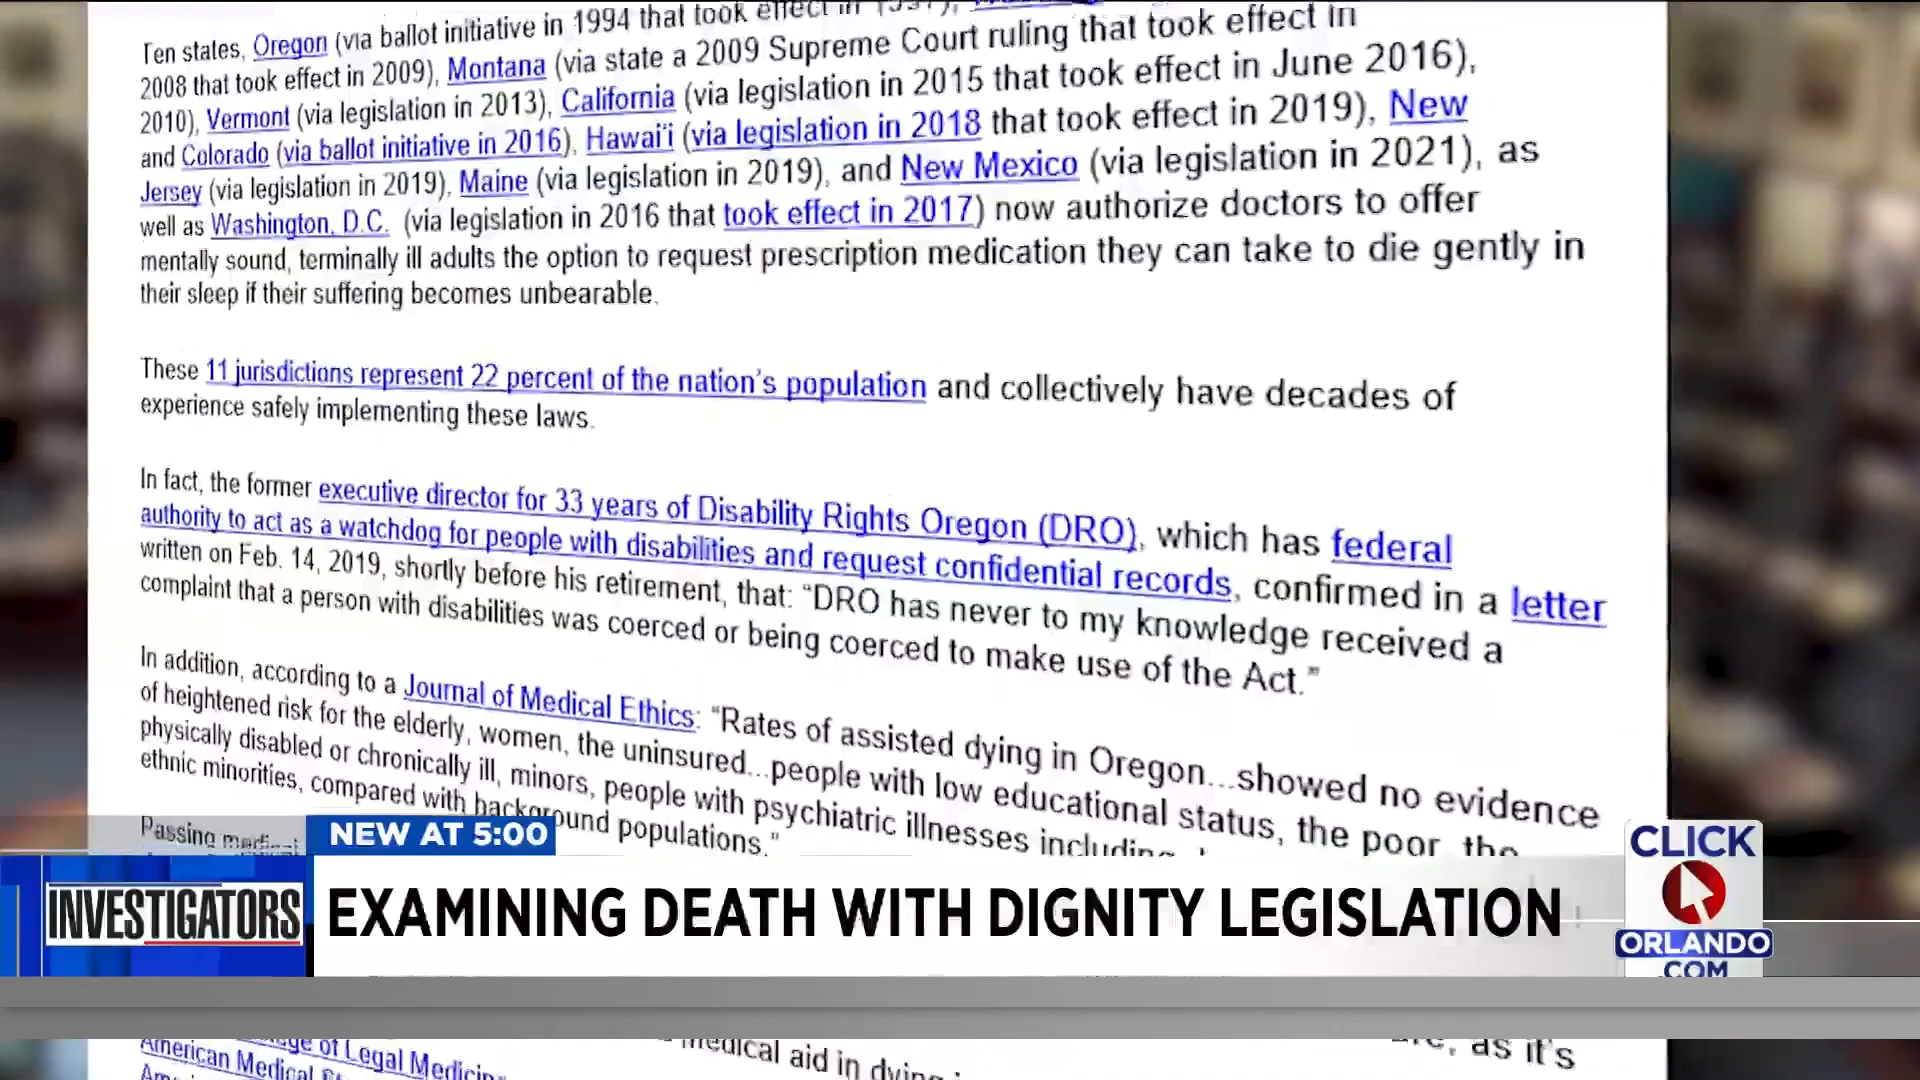 Ten states, Oregon (via ballot initiative in 1994 that took effect in
2008 that took effect in 2009), Montana (via state a 2009 Supreme Court ruling that took effect in
2010), Vermont (via legislation in 2013), California (via legislation in 2015 that took effect in June 2016),
and Colorado (via ballot initiative in 2016), Hawai'i (via legislation in 2018 that took effect in 2019), New
Jersey (via legislation in 2019), Maine (via legislation in 2019), and New Mexico (via legislation in 2021), as
well as Washington, D.C. (via legislation in 2016 that took effect in 2017) now authorize doctors to offer
mentally sound, terminally ill adults the option to request prescription medication they can take to die gently in
their sleep if their suffering becomes unbearable.
These 11 jurisdictions represent 22 percent of the nation's population and collectively have decades of
experience safely implementing these laws.
In fact, the former executive director for 33 years of Disability Rights Oregon (DRO), which has federal
authority to act as a watchdog for people with disabilities and request confidential records, confirmed in a letter
written on Feb. 14, 2019, shortly before his retirement, that: “DRO has never to my knowledge received a
complaint that a person with disabilities was coerced or being coerced to make use of the Act.”
In addition, according to a Journal of Medical Ethics: “Rates of assisted dying in Oregon...showed no evidence
of heightened risk for the elderly, women, the uninsured...people with low educational status, the poor, the
physically disabled or chronically ill, minors, people with psychiatric illnesses including
ethnic minorities, compared with background populations.”
Passing
NEW AT 5:00
INVESTIGATORS
EXAMINING DEATH WITH DIGNITY LEGISLATION
CLICK
ORLANDO
.COM
of Legal Medicine
medical aid in dying
as it's
American Medical